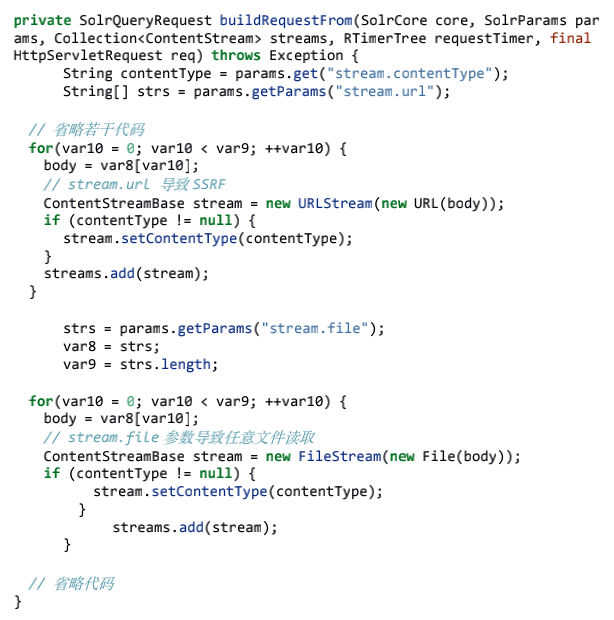 private SolrQueryRequest buildRequestFrom(SolrCore core, SolrParams par
ams, Collection<ContentStream> streams, RTimerTree requestTimer, final
HttpServletRequest req) throws Exception {
String contentType = params.get("stream.contentType");
String[] strs = params.getParams("stream.url");
// 省略若干代码
for(var10 = 0; var10 < var9; ++var10) {
body = var8[var10];
// stream.url 导致 SSRF
ContentStreamBase stream = new URLStream(new URL(body));
if (contentType != null) {
stream.setContentType(contentType);
}
streams.add(stream);
}
strs = params.getParams("stream.file");
var8 = strs;
var9 = strs.length;
for(var10 = 0; var10 < var9; ++var10) {
body = var8[var10];
// stream.file 参数导致任意文件读取
ContentStreamBase stream = new FileStream(new File(body));
if (contentType != null) {
stream.setContentType(contentType);
}
streams.add(stream);
}
// 省略代码
}